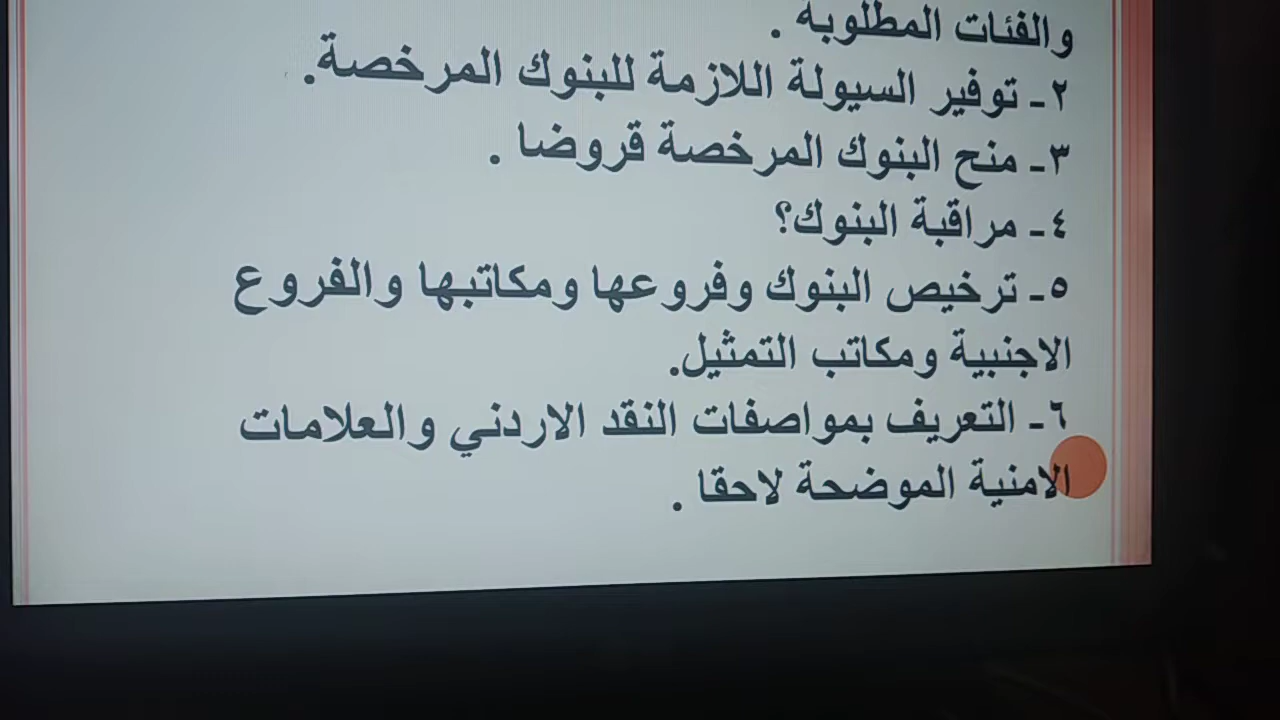 والفئات المطلوبه .
٢- توفير السيولة اللازمة للبنوك المرخصة.
٣- منح البنوك المرخصة قروضا .
٤- مراقبة البنوك؟
٥- ترخيص البنوك وفروعها ومكاتبها والفروع
الاجنبية ومكاتب التمثيل.
٦- التعريف بمواصفات النقد الاردني والعلامات
الامنية الموضحة لاحقا .